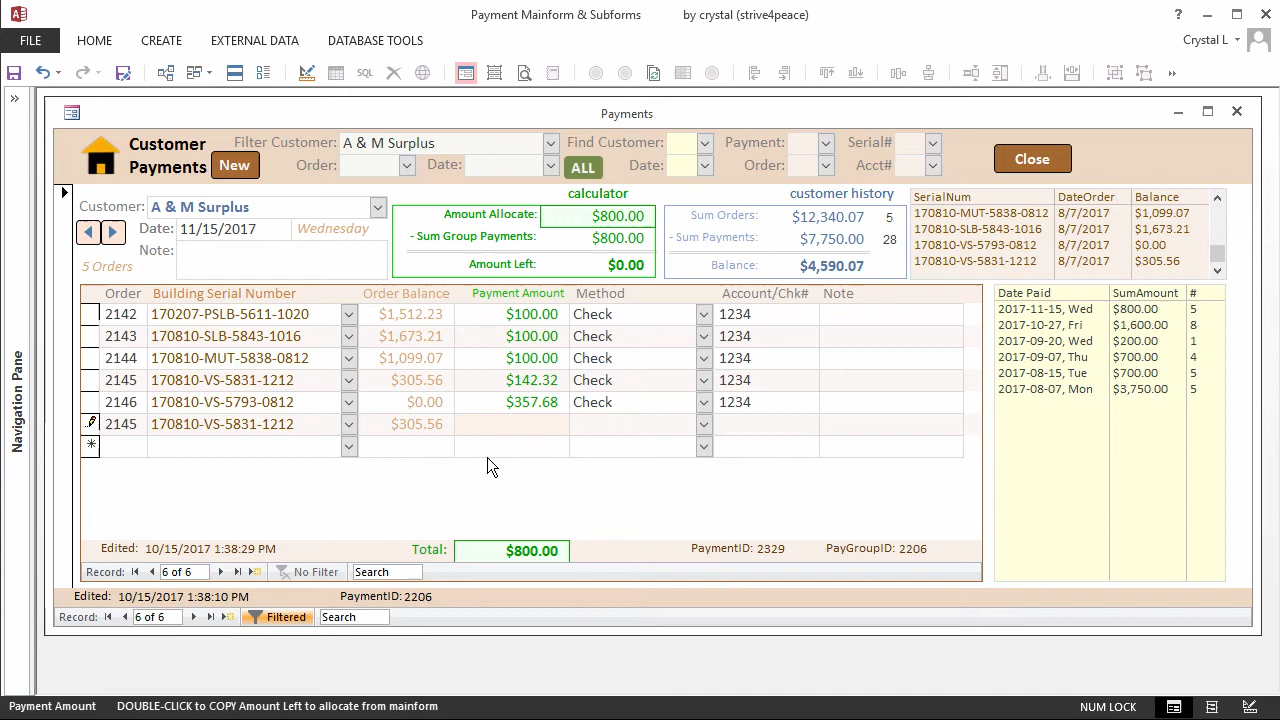 Payment Mainform & Subforms by crystal (strive4peace)
?
FILE HOME CREATE EXTERNAL DATA DATABASE TOOLS
Crystal L
SQL
Payments
Customer Payments
New
Filter Customer: A & M Surplus Find Customer: Payment: Serial#
Order: Date: ALL Date: Order: Acct#
Close
Customer: A & M Surplus
Date: 11/15/2017 Wednesday
Note:
5 Orders
calculator
Amount Allocate: $800.00
- Sum Group Payments: $800.00
Amount Left: $0.00
customer history
Sum Orders: $12,340.07 5
- Sum Payments: $7,750.00 28
Balance: $4,590.07
SerialNum DateOrder Balance
170810-MUT-5838-0812 8/7/2017 $1,099.07
170810-SLB-5843-1016 8/7/2017 $1,673.21
170810-VS-5793-0812 8/7/2017 $0.00
170810-VS-5831-1212 8/7/2017 $305.56
Order Building Serial Number Order Balance Payment Amount Method Account/Chk# Note
2142 170207-PSLB-5611-1020 $1,512.23 $100.00 Check 1234
2143 170810-SLB-5843-1016 $1,673.21 $100.00 Check 1234
2144 170810-MUT-5838-0812 $1,099.07 $100.00 Check 1234
2145 170810-VS-5831-1212 $305.56 $142.32 Check 1234
2146 170810-VS-5793-0812 $0.00 $357.68 Check 1234
2145 170810-VS-5831-1212 $305.56
Edited: 10/15/2017 1:38:29 PM Total: $800.00 PaymentID: 2329 PayGroupID: 2206
Record: 6 of 6 No Filter Search
Date Paid SumAmount #
2017-11-15, Wed $800.00 5
2017-10-27, Fri $1,600.00 8
2017-09-20, Wed $200.00 1
2017-09-07, Thu $700.00 4
2017-08-15, Tue $700.00 5
2017-08-07, Mon $3,750.00 5
Edited: 10/15/2017 1:38:10 PM PaymentID: 2206
Record: 6 of 6 Filtered Search
Navigation Pane
Payment Amount DOUBLE-CLICK to COPY Amount Left to allocate from mainform NUM LOCK